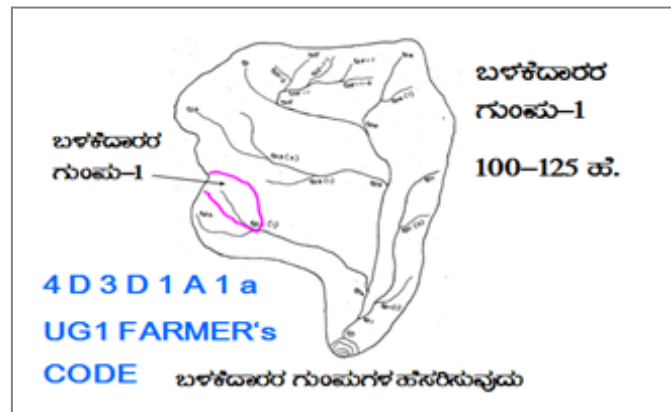 ಬಳಕೆದಾರರ
ಗುಂಪು–1
100–125 ಹೆ.
ಬಳಕೆದಾರರ
ಗುಂಪು–1
4 D 3 D 1 A 1 a
UG1 FARMER's
CODE
ಬಳಕೆದಾರರ ಗುಂಪುಗಳ ಹೆಸರಿಸುವುದು